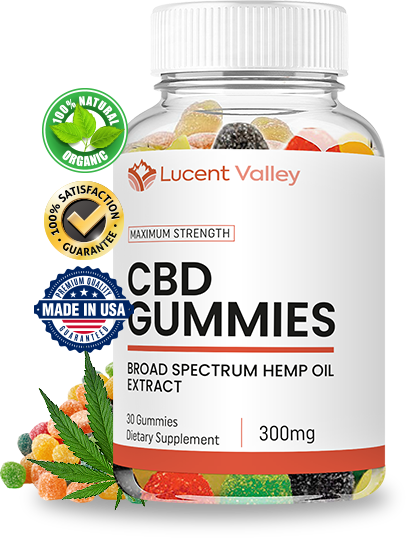 100% NATURAL
ORGANIC
Lucent Valley
100% SATISFACTION
GUARANTEE
MAXIMUM STRENGTH
PREMIUM QUALITY
MADE IN USA
GUARANTEED
CBD
GUMMIES
BROAD SPECTRUM HEMP OIL
EXTRACT
30 Gummies
Dietary Supplement
300mg